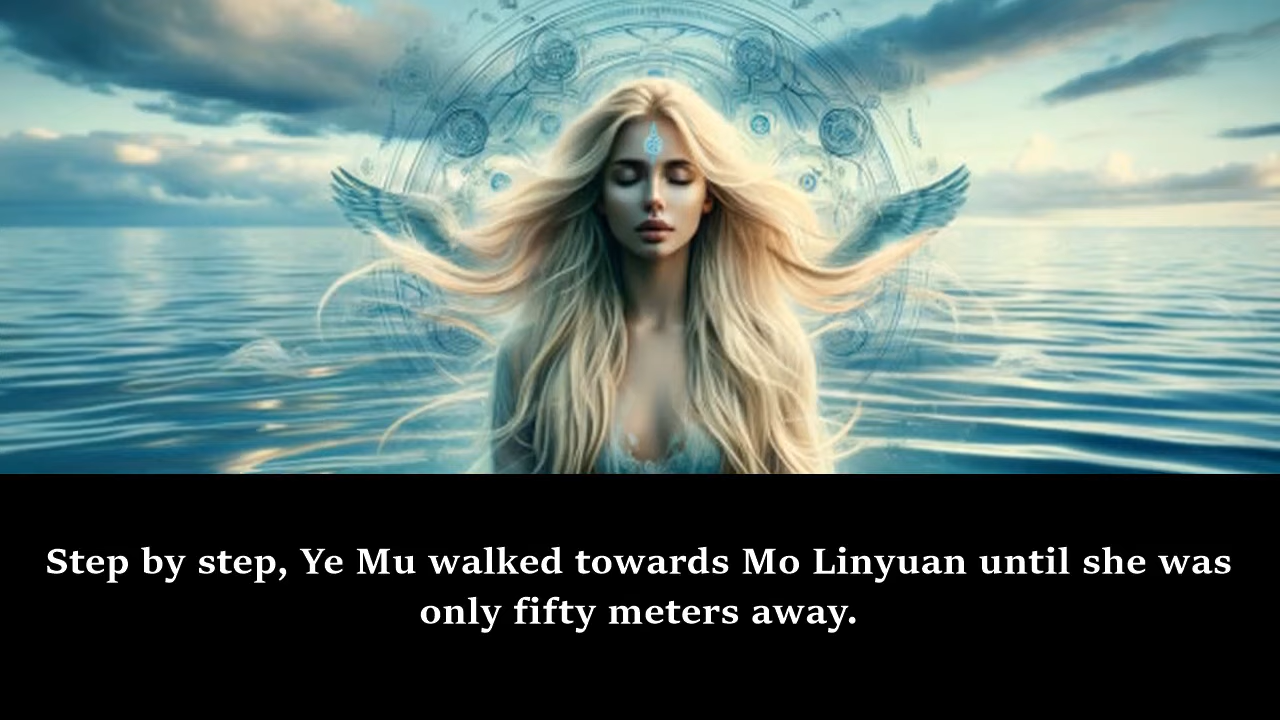 Step by step, Ye Mu walked towards Mo Linyuan until she was
only fifty meters away.